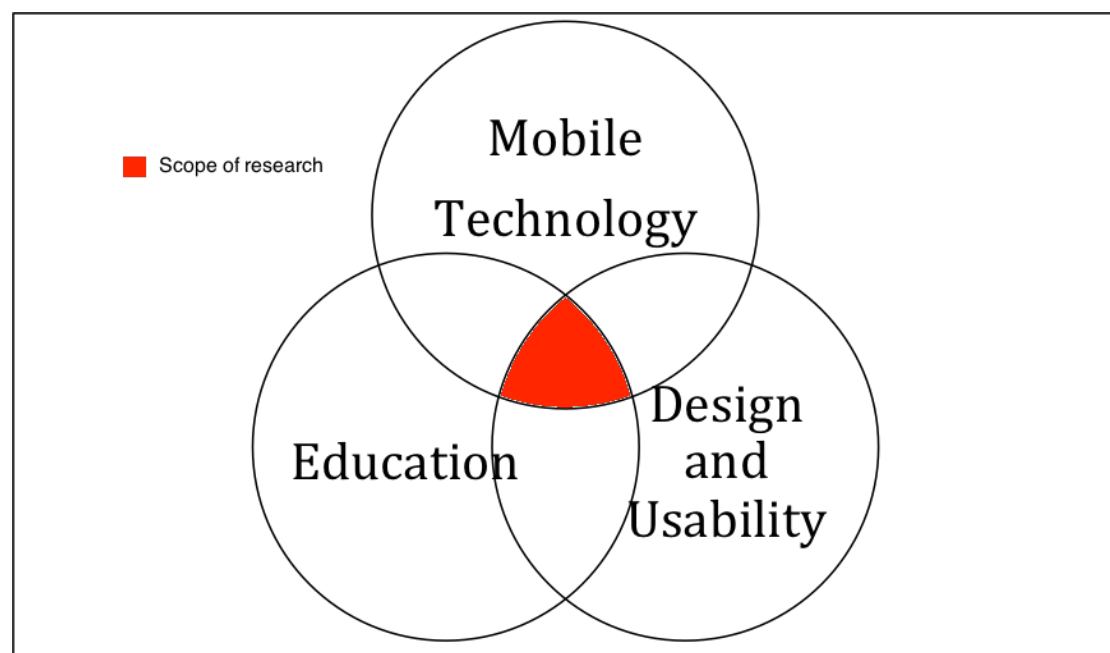 Mobile
Technology
Scope of research
Education
Design
and
Usability